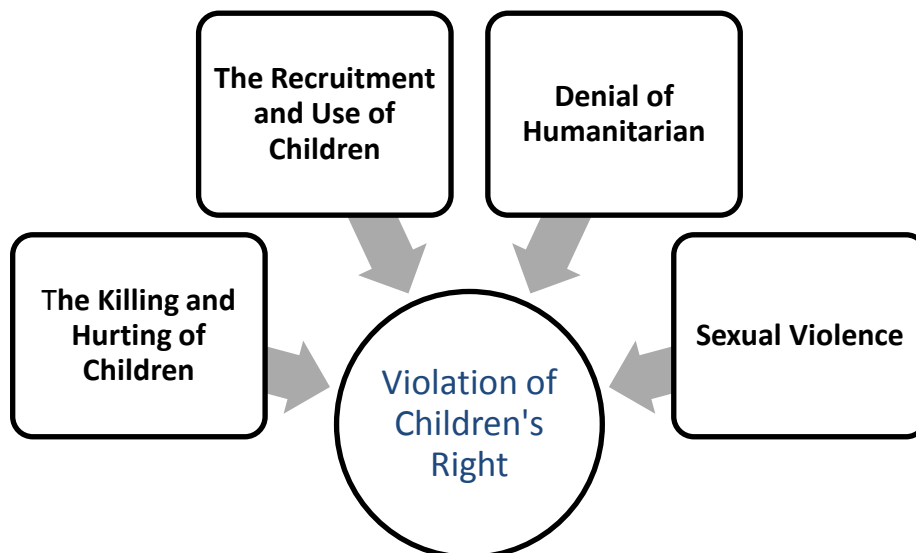 The Recruitment
and Use of
Children
Denial of
Humanitarian
The Killing and
Hurting of
Children
Sexual Violence
Violation of
Children's
Right